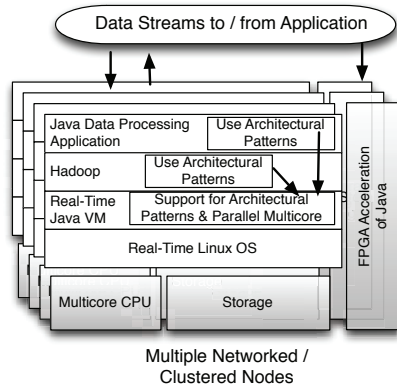 Data Streams to / from Application
Java Data Processing
Application
Use Architectural
Patterns
Hadoop
Use Architectural
Patterns
Real-Time
Java VM
Support for Architectural
Patterns & Parallel Multicore
Real-Time Linux OS
Multicore CPU
Storage
FPGA Acceleration
of Java
Multiple Networked /
Clustered Nodes